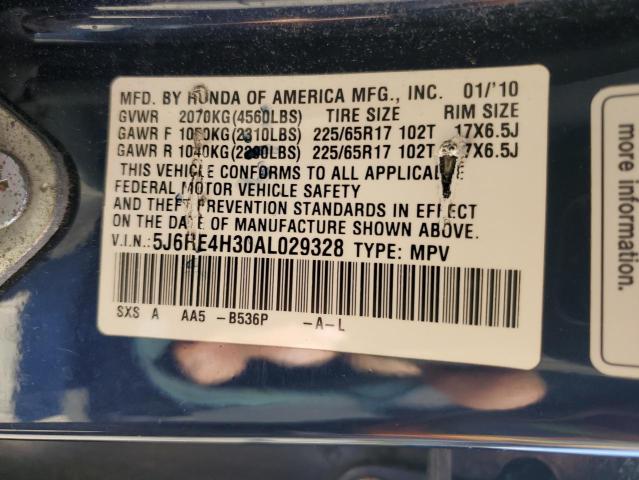 MFD. BY HONDA OF AMERICA MFG., INC. 01/'10
GVWR 2070KG(4560LBS) TIRE SIZE RIM SIZE
GAWR F 1050KG(2310LBS) 225/65R17 102T 17X6.5J
GAWR R 1040KG(2290LBS) 225/65R17 102T 17X6.5J
THIS VEHICLE CONFORMS TO ALL APPLICABLE
FEDERAL MOTOR VEHICLE SAFETY
AND THEFT PREVENTION STANDARDS IN EFFECT
ON THE DATE OF MANUFACTURE SHOWN ABOVE.
V.I.N.: 5J6RE4H30AL029328 TYPE: MPV
SXS A AA5 -B536P -A-L
more information.